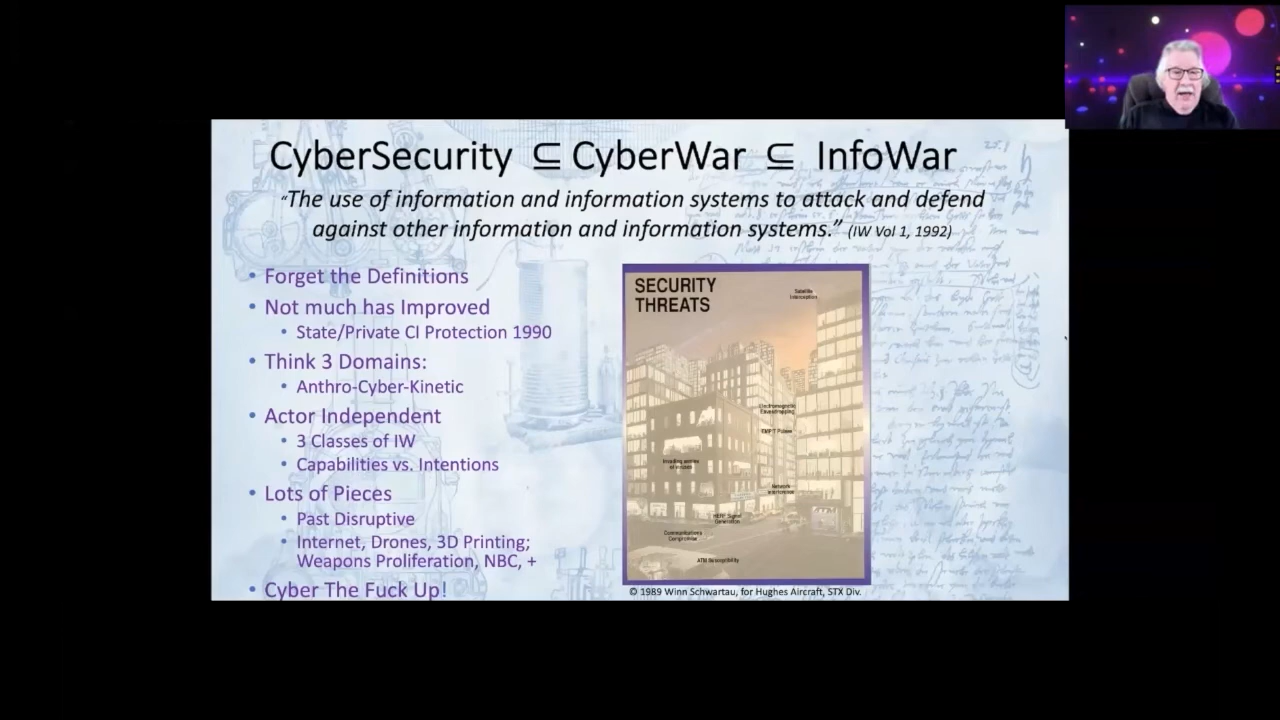 CyberSecurity ⊆ CyberWar ⊆ InfoWar
“The use of information and information systems to attack and defend
against other information and information systems.” (IW Vol 1, 1992)
• Forget the Definitions
• Not much has Improved
• State/Private CI Protection 1990
• Think 3 Domains:
• Anthro-Cyber-Kinetic
• Actor Independent
• 3 Classes of IW
• Capabilities vs. Intentions
• Lots of Pieces
• Past Disruptive
• Internet, Drones, 3D Printing;
Weapons Proliferation, NBC, +
• Cyber The Fuck Up!
SECURITY
THREATS
Satellite
Interception
Electromagnetic
Eavesdropping
Network
HERF Signal
Generation
Communications
Compromise
ATM Susceptibility
© 1989 Winn Schwartau, for Hughes Aircraft, STX Div.